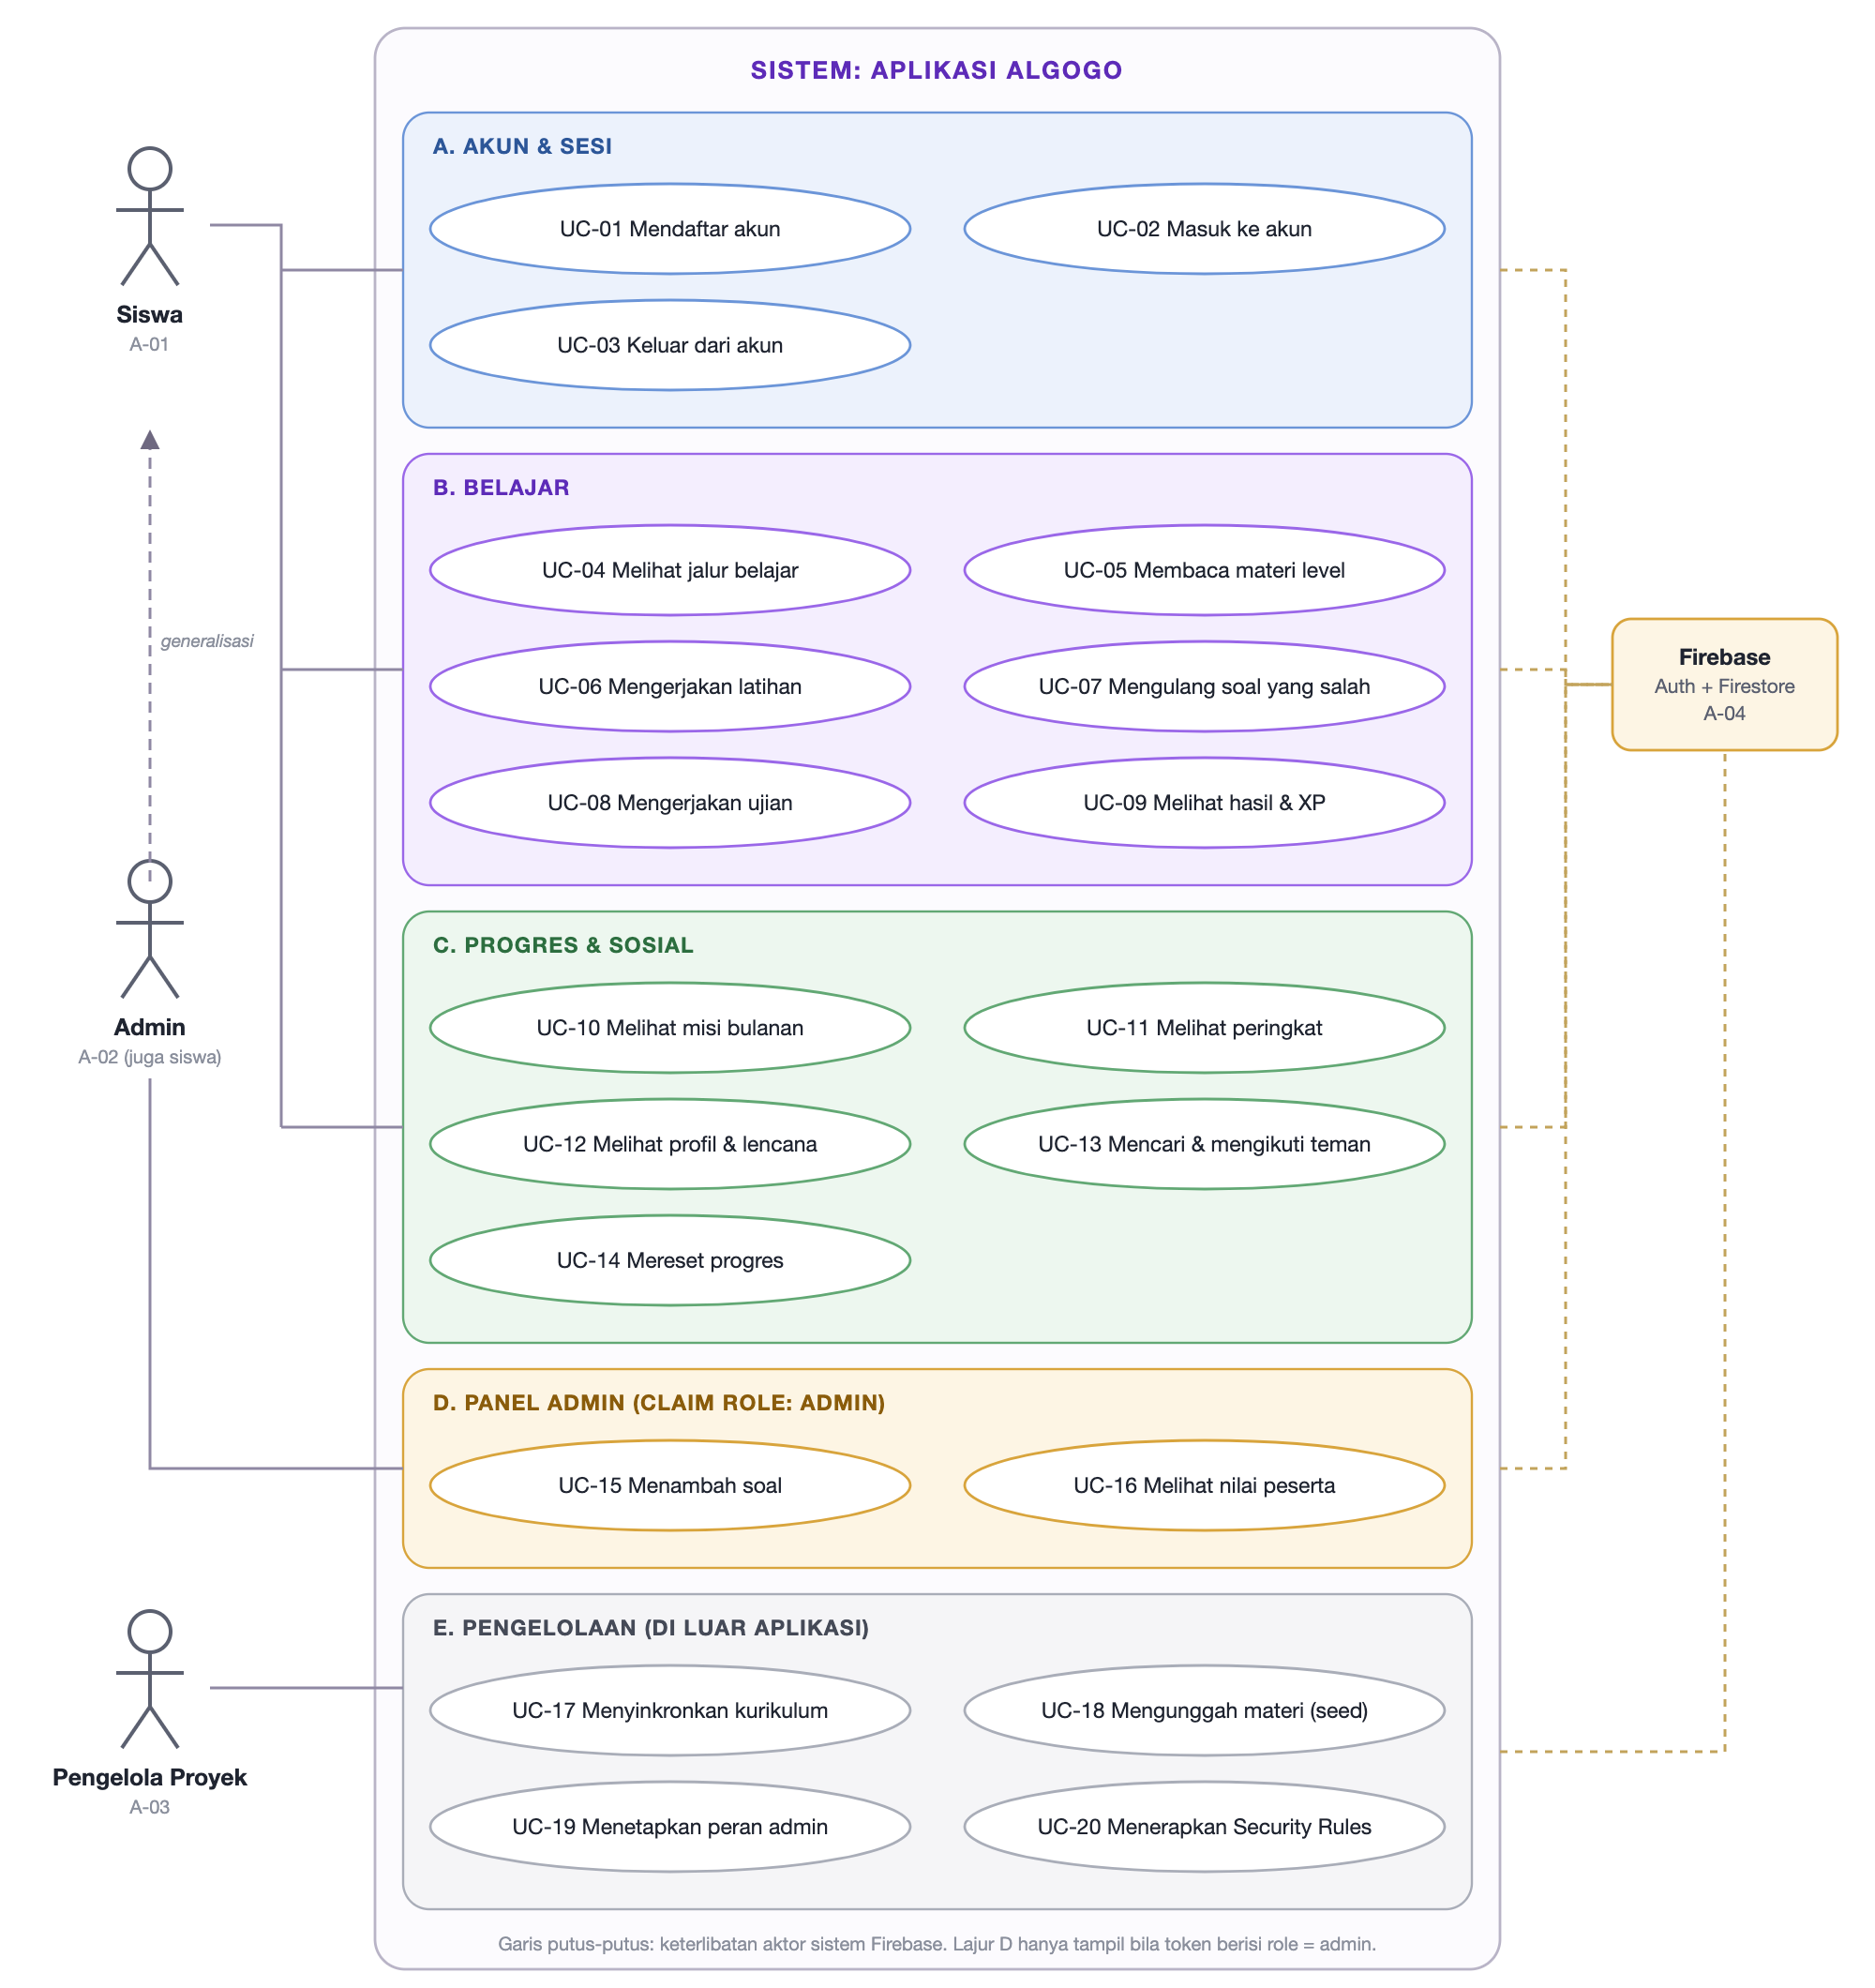 SISTEM: APLIKASI ALGOGO
A. AKUN & SESI
UC-01 Mendaftar akun
UC-02 Masuk ke akun
UC-03 Keluar dari akun
Siswa
A-01
B. BELAJAR
UC-04 Melihat jalur belajar
UC-05 Membaca materi level
UC-06 Mengerjakan latihan
UC-07 Mengulang soal yang salah
UC-08 Mengerjakan ujian
UC-09 Melihat hasil & XP
generalisasi
Firebase
Auth + Firestore
A-04
Admin
A-02 (juga siswa)
C. PROGRES & SOSIAL
UC-10 Melihat misi bulanan
UC-11 Melihat peringkat
UC-12 Melihat profil & lencana
UC-13 Mencari & mengikuti teman
UC-14 Mereset progres
D. PANEL ADMIN (CLAIM ROLE: ADMIN)
UC-15 Menambah soal
UC-16 Melihat nilai peserta
E. PENGELOLAAN (DI LUAR APLIKASI)
UC-17 Menyinkronkan kurikulum
UC-18 Mengunggah materi (seed)
UC-19 Menetapkan peran admin
UC-20 Menerapkan Security Rules
Pengelola Proyek
A-03
Garis putus-putus: keterlibatan aktor sistem Firebase. Lajur D hanya tampil bila token berisi role = admin.